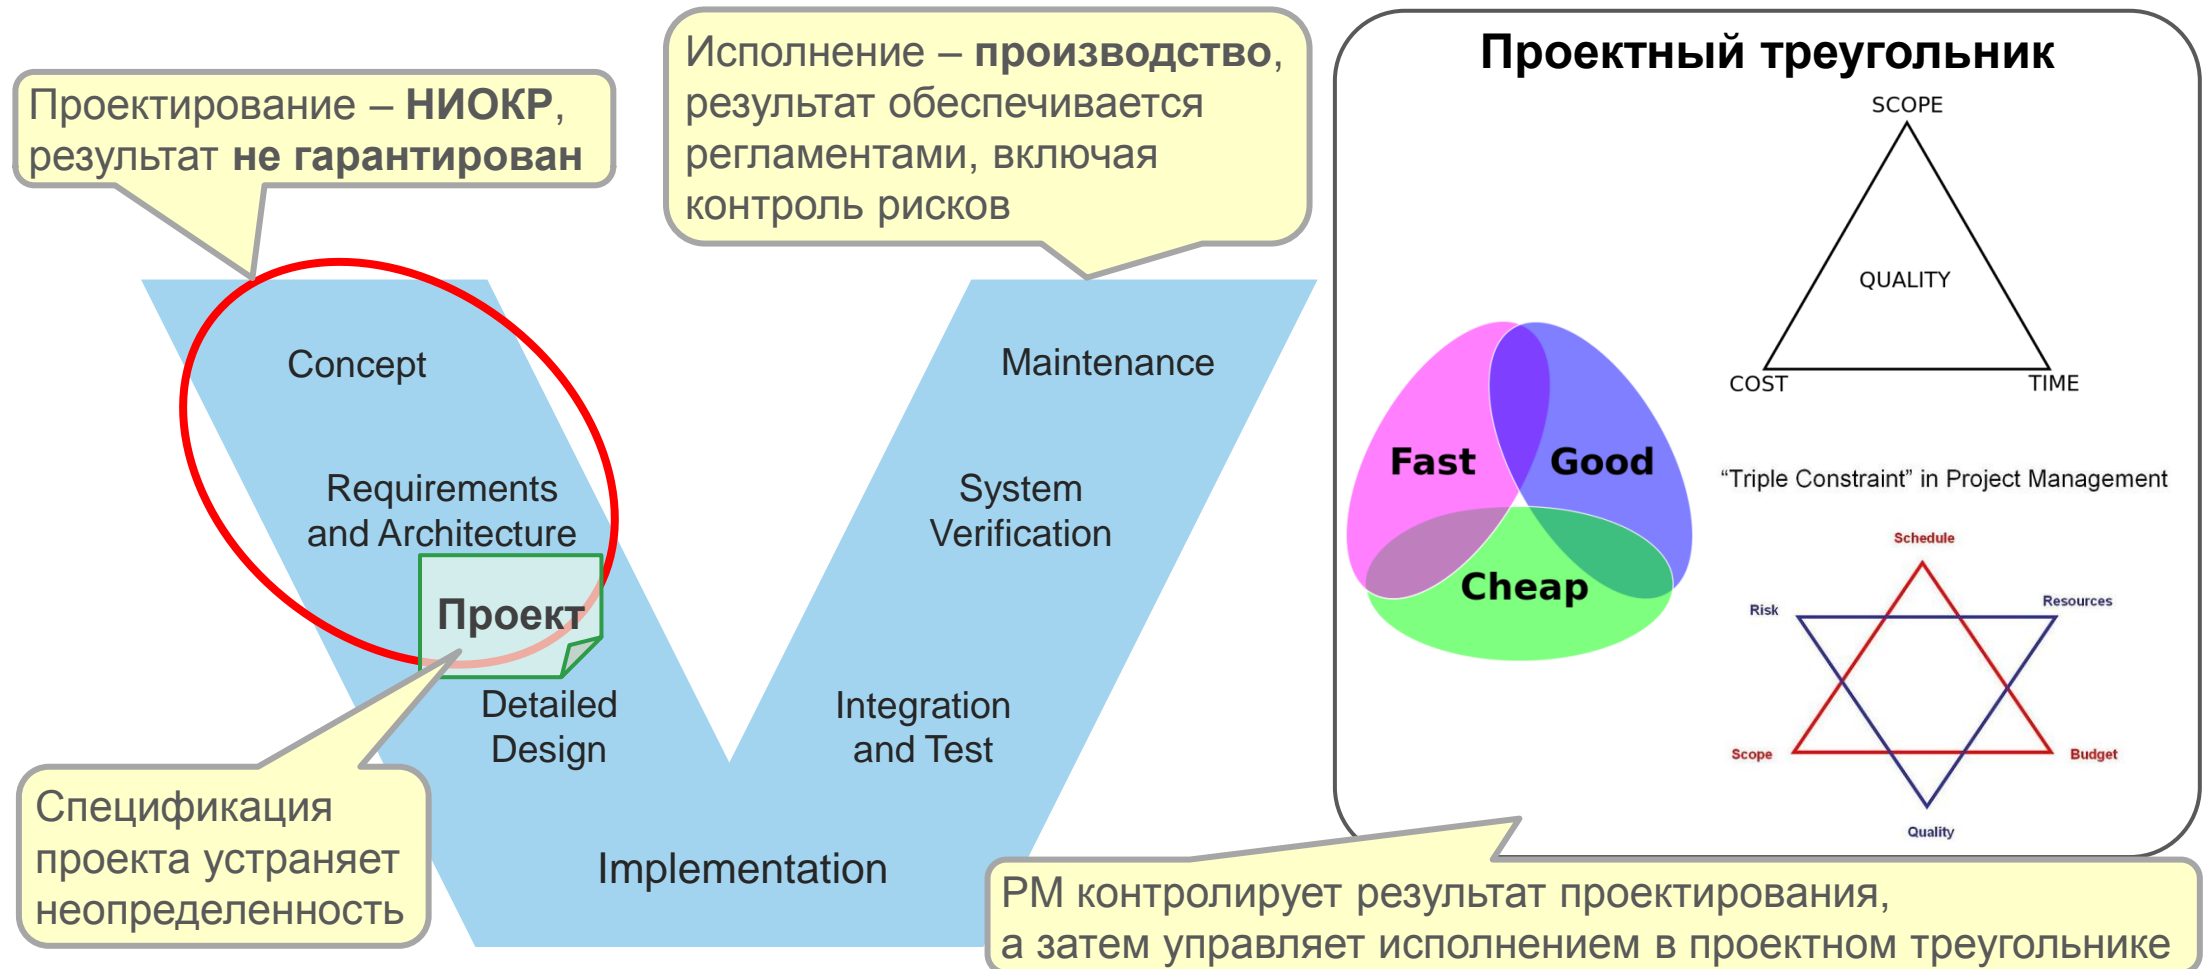 Проектирование – НИОКР,
результат не гарантирован
Исполнение – производство,
результат обеспечивается
регламентами, включая
контроль рисков
Concept
Requirements
and Architecture
Проект
Detailed
Design
Implementation
Integration
and Test
System
Verification
Maintenance
Спецификация
проекта устраняет
неопределенность
Проектный треугольник
SCOPE
QUALITY
COST
TIME
Fast
Good
Cheap
“Triple Constraint” in Project Management
Schedule
Risk
Resources
Scope
Budget
Quality
PM контролирует результат проектирования,
а затем управляет исполнением в проектном треугольнике